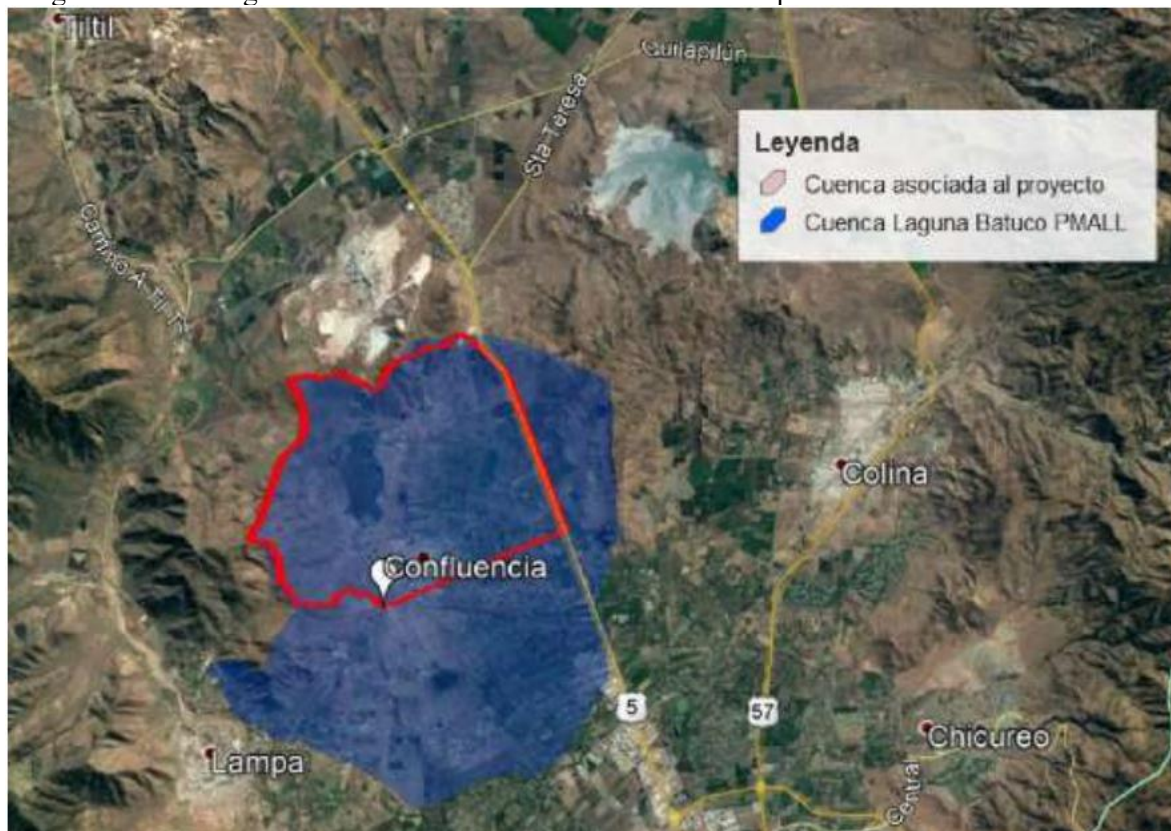 Tiltil
Quilapilún
Sta-Teresa
Leyenda
Cuenca asociada al proyecto
Cuenca Laguna Batuco PMALL
Camino A-Til-Ti
Colina
Confluencia
5
57
Chicureo
Lampa
Central